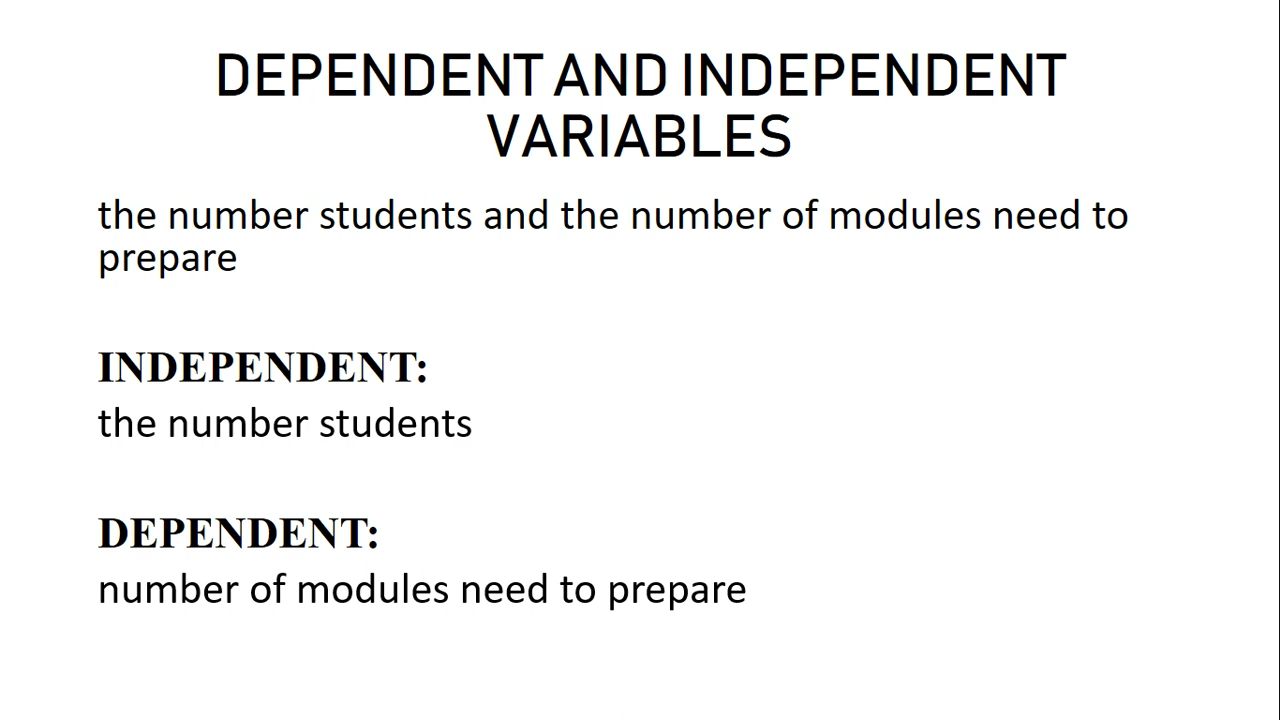 DEPENDENT AND INDEPENDENT
VARIABLES
the number students and the number of modules need to
prepare
INDEPENDENT:
the number students
DEPENDENT:
number of modules need to prepare